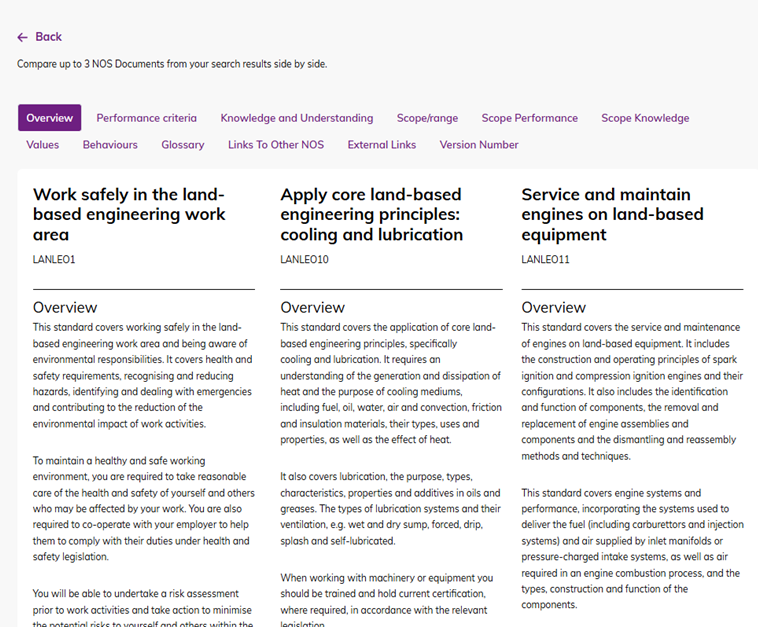 Back
Compare up to 3 NOS Documents from your search results side by side.
Overview Performance criteria Knowledge and Understanding Scope/range Scope Performance Scope Knowledge
Values Behaviours Glossary Links To Other NOS External Links Version Number
Work safely in the land-
based engineering work
area
LANLEO1
Overview
This standard covers working safely in the land-
based engineering work area and being aware of
environmental responsibilities. It covers health and
safety requirements, recognising and reducing
hazards, identifying and dealing with emergencies
and contributing to the reduction of the
environmental impact of work activities.
To maintain a healthy and safe working
environment, you are required to take reasonable
care of the health and safety of yourself and others
who may be affected by your work. You are also
required to co-operate with your employer to help
them to comply with their duties under health and
safety legislation.
You will be able to undertake a risk assessment
prior to work activities and take action to minimise
the potential risks to yourself and others within the
Apply core land-based
engineering principles:
cooling and lubrication
LANLEO10
Overview
This standard covers the application of core land-
based engineering principles, specifically
cooling and lubrication. It requires an
understanding of the generation and dissipation of
heat and the purpose of cooling mediums,
including fuel, oil, water, air and convection, friction
and insulation materials, their types, uses and
properties, as well as the effect of heat.
It also covers lubrication, the purpose, types,
characteristics, properties and additives in oils and
greases. The types of lubrication systems and their
ventilation, e.g. wet and dry sump, forced, drip,
splash and self-lubricated.
When working with machinery or equipment you
should be trained and hold current certification,
where required, in accordance with the relevant
legislation.
Service and maintain
engines on land-based
equipment
LANLEO11
Overview
This standard covers the service and maintenance
of engines on land-based equipment. It includes
the construction and operating principles of spark
ignition and compression ignition engines and their
configurations. It also includes the identification
and function of components, the removal and
replacement of engine assemblies and
components and the dismantling and reassembly
methods and techniques.
This standard covers engine systems and
performance, incorporating the systems used to
deliver the fuel (including carburettors and injection
systems) and air supplied by inlet manifolds or
pressure-charged intake systems, as well as air
required in an engine combustion process, and the
types, construction and function of the
components.